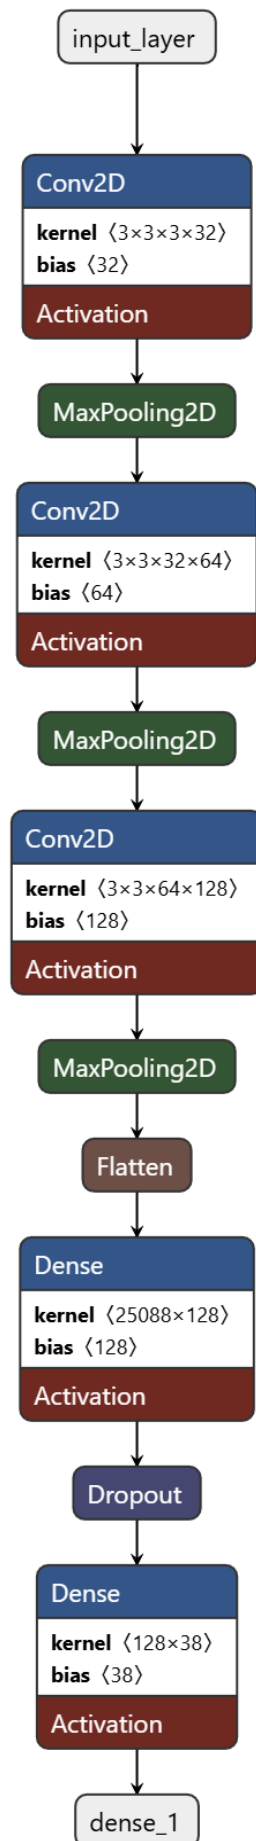 input_layer
Conv2D
kernel 〈3×3×3×32〉
bias 〈32〉
Activation
MaxPooling2D
Conv2D
kernel 〈3×3×32×64〉
bias 〈64〉
Activation
MaxPooling2D
Conv2D
kernel 〈3×3×64×128〉
bias 〈128〉
Activation
MaxPooling2D
Flatten
Dense
kernel 〈25088×128〉
bias 〈128〉
Activation
Dropout
Dense
kernel 〈128×38〉
bias 〈38〉
Activation
dense_1